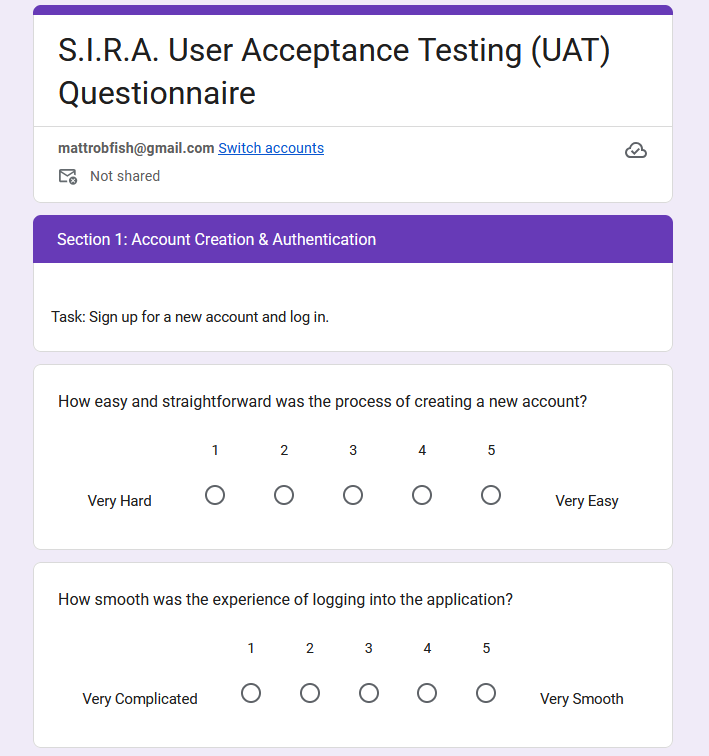 S.I.R.A. User Acceptance Testing (UAT)
Questionnaire
mattrobfish@gmail.com Switch accounts
Not shared
Section 1: Account Creation & Authentication
Task: Sign up for a new account and log in.
How easy and straightforward was the process of creating a new account?
1 2 3 4 5
Very Hard Very Easy
How smooth was the experience of logging into the application?
1 2 3 4 5
Very Complicated Very Smooth